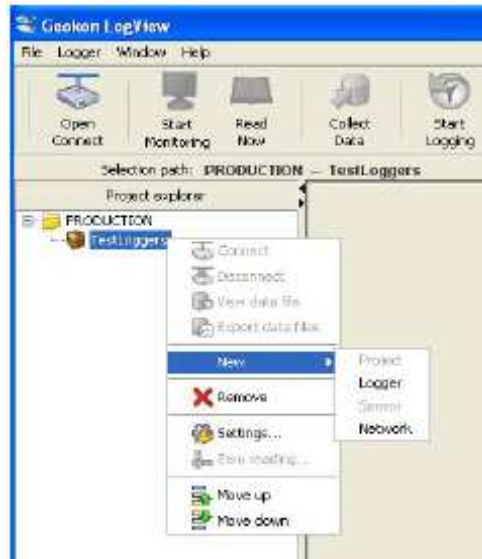 Geokon LogView
File Logger Window Help
Open Connect
Start Monitoring
Read Now
Collect Data
Start Logging
Selection path: PRODUCTION – TestLoggers
Project explorer
PRODUCTION
TestLoggers
Connect
Disconnect
View data file
Export data files
New
Project
Logger
Sensor
Network
Remove
Settings...
Zero reading...
Move up
Move down